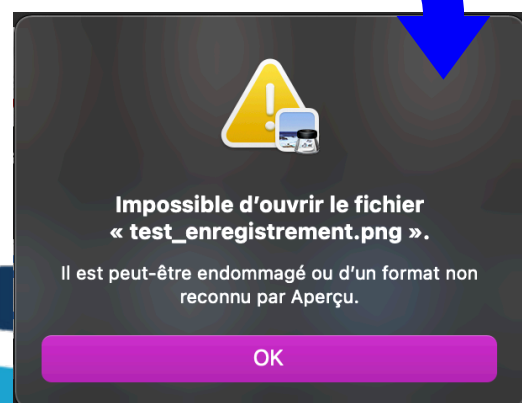 Impossible d’ouvrir le fichier
« test_enregistrement.png ».
Il est peut-être endommagé ou d’un format non
reconnu par Aperçu.
OK